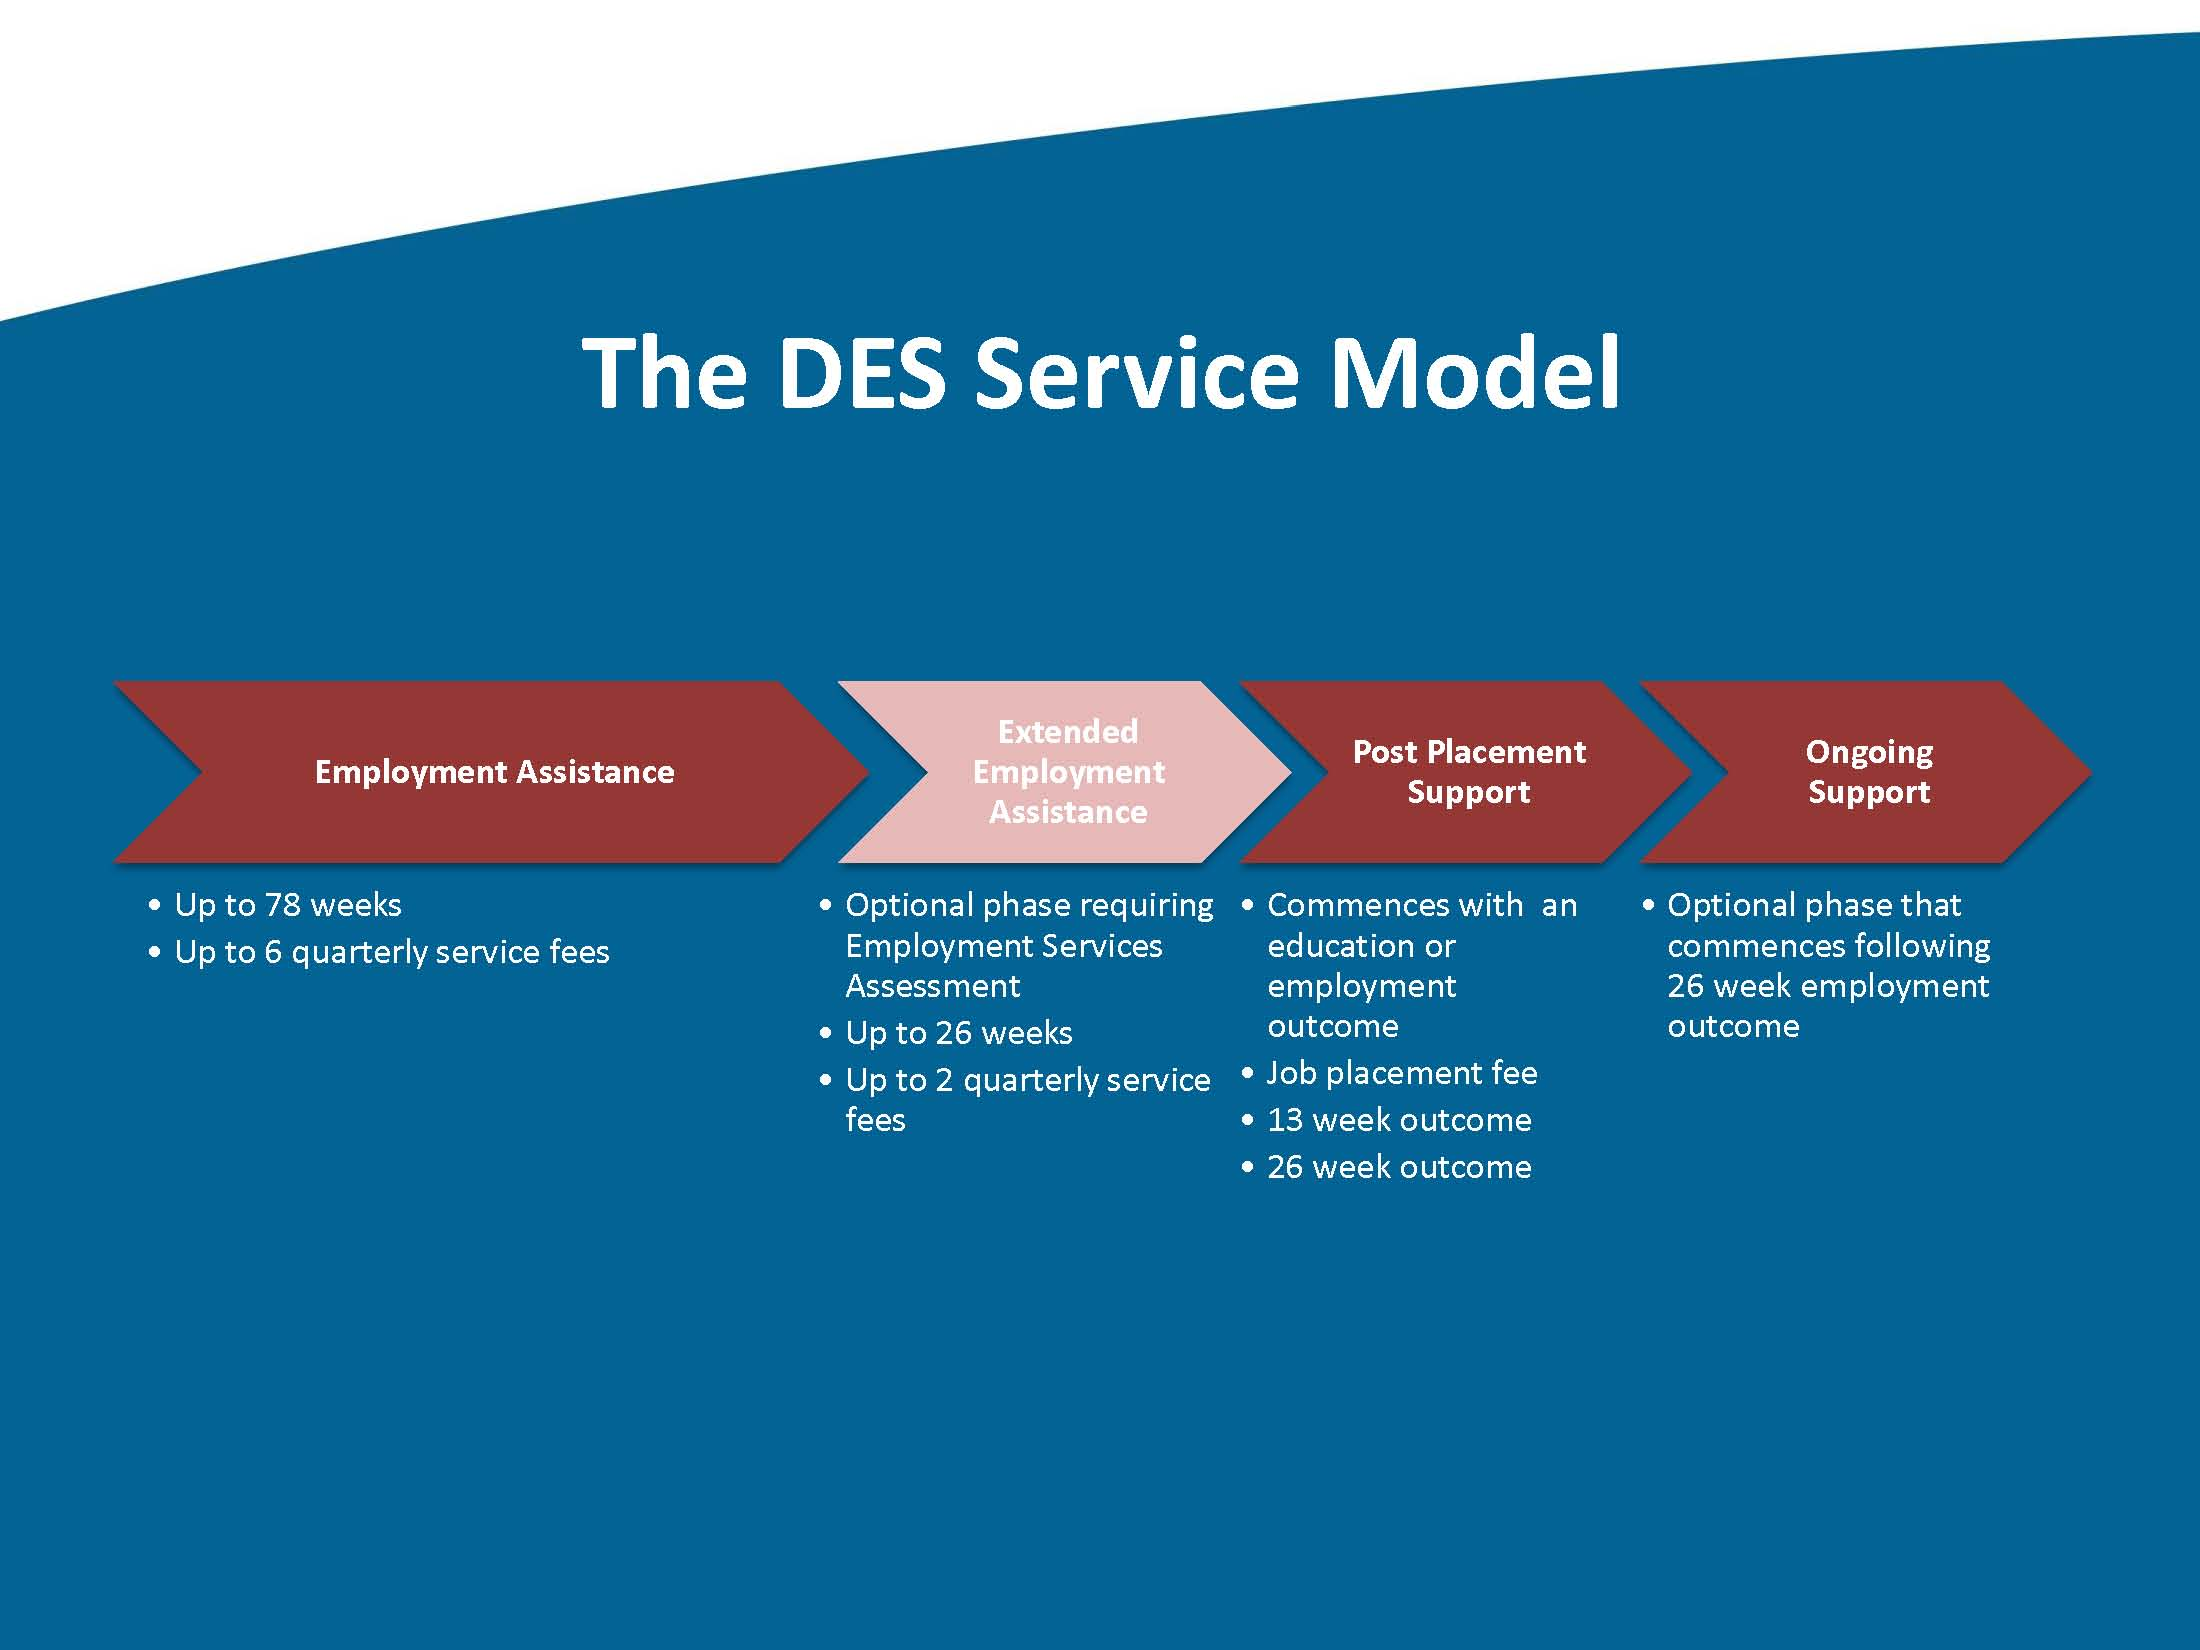 The DES Service Model
Employment Assistance
• Up to 78 weeks
• Up to 6 quarterly service fees
Extended
Employment
Assistance
• Optional phase requiring
Employment Services
Assessment
• Up to 26 weeks
• Up to 2 quarterly service
fees
Post Placement
Support
• Commences with  an
education or
employment
outcome
• Job placement fee
• 13 week outcome
• 26 week outcome
Ongoing
Support
• Optional phase that
commences following
26 week employment
outcome